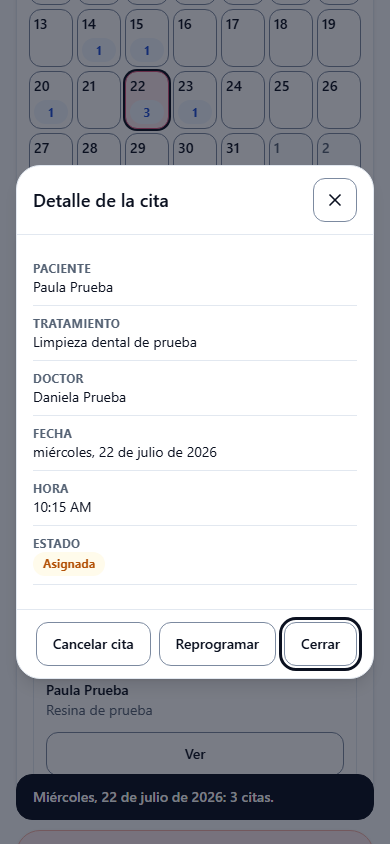 13 14 15 16 17 18 19
1 1
20 21 22 23 24 25 26
1 3 1
27 28 29 30 31 1 2
Detalle de la cita
PACIENTE
Paula Prueba
TRATAMIENTO
Limpieza dental de prueba
DOCTOR
Daniela Prueba
FECHA
miércoles, 22 de julio de 2026
HORA
10:15 AM
ESTADO
Asignada
Cancelar cita Reprogramar Cerrar
Paula Prueba
Resina de prueba
Ver
Miércoles, 22 de julio de 2026: 3 citas.